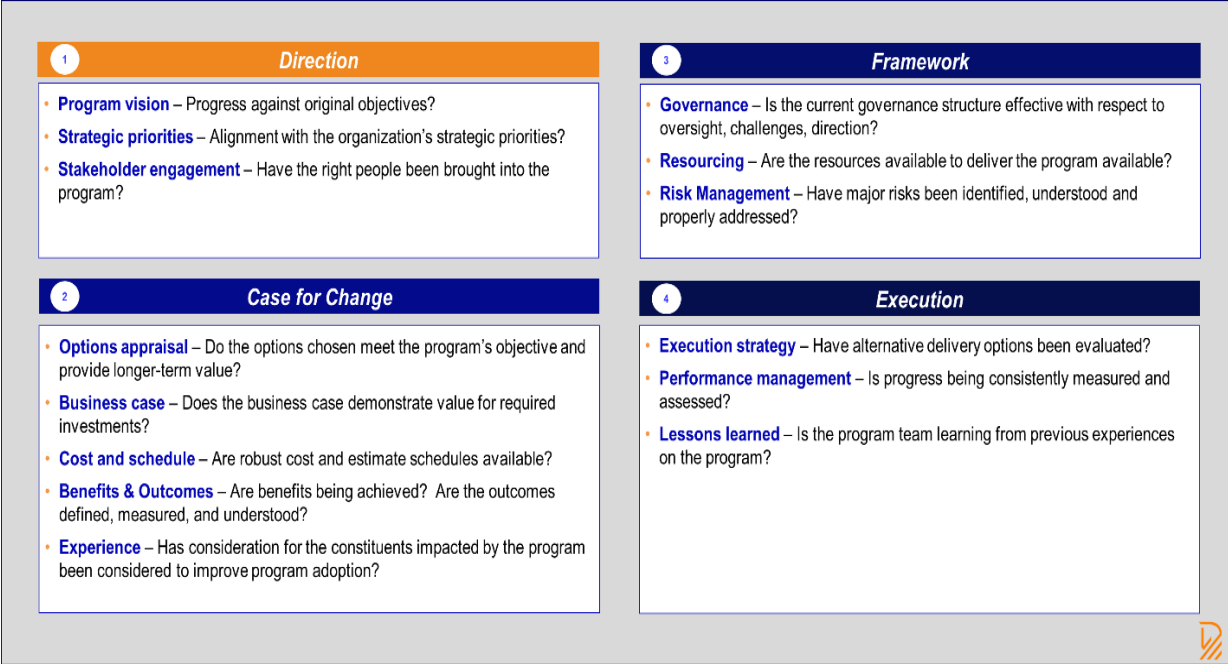 1
Direction
• Program vision – Progress against original objectives?
• Strategic priorities – Alignment with the organization's strategic priorities?
• Stakeholder engagement – Have the right people been brought into the
program?
2
Case for Change
• Options appraisal – Do the options chosen meet the program's objective and
provide longer-term value?
• Business case – Does the business case demonstrate value for required
investments?
• Cost and schedule – Are robust cost and estimate schedules available?
• Benefits & Outcomes – Are benefits being achieved?  Are the outcomes
defined, measured, and understood?
• Experience – Has consideration for the constituents impacted by the program
been considered to improve program adoption?
3
Framework
• Governance – Is the current governance structure effective with respect to
oversight, challenges, direction?
• Resourcing – Are the resources available to deliver the program available?
• Risk Management – Have major risks been identified, understood and
properly addressed?
4
Execution
• Execution strategy – Have alternative delivery options been evaluated?
• Performance management – Is progress being consistently measured and
assessed?
• Lessons learned – Is the program team learning from previous experiences
on the program?